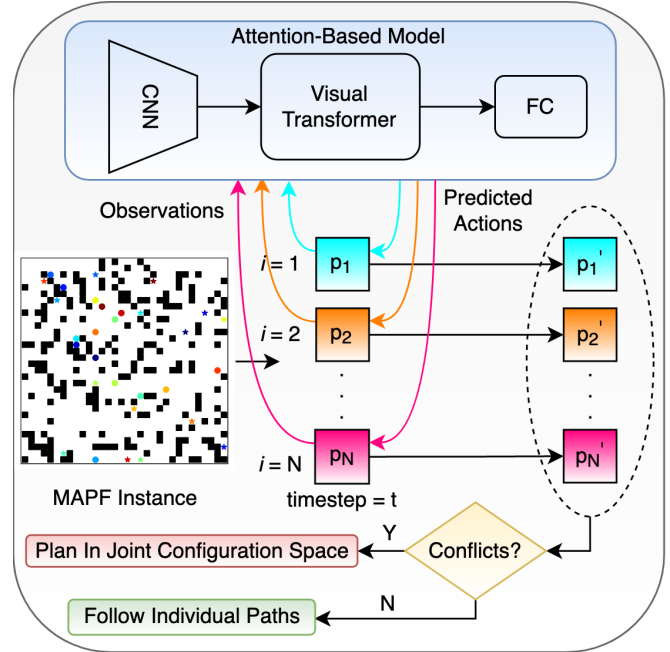 Attention-Based Model
CNN
Visual
Transformer
FC
Observations
Predicted
Actions
i = 1
p1
p1'
i = 2
p2
p2'
i = N
pN
pN'
MAPF Instance
timestep = t
Conflicts?
Y
Plan In Joint Configuration Space
N
Follow Individual Paths